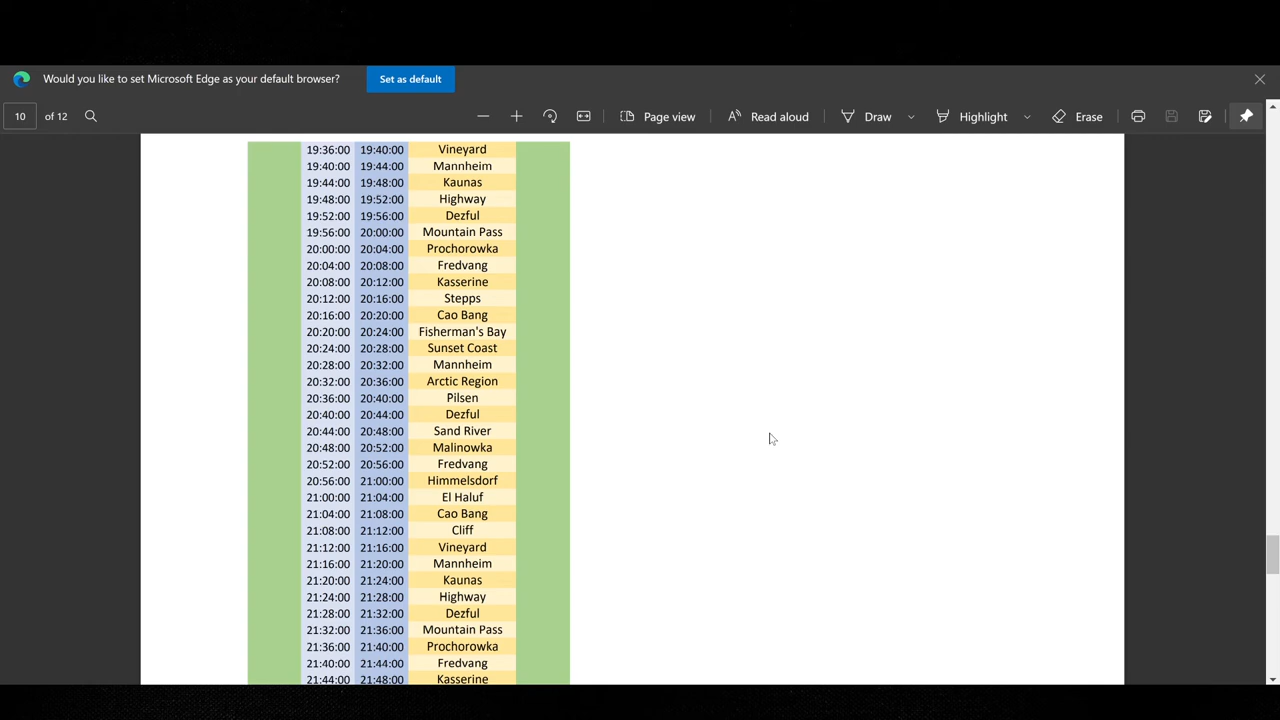 Would you like to set Microsoft Edge as your default browser? Set as default
10 of 12 Page view Read aloud Draw Highlight Erase
19:36:00 19:40:00 Vineyard
19:40:00 19:44:00 Mannheim
19:44:00 19:48:00 Kaunas
19:48:00 19:52:00 Highway
19:52:00 19:56:00 Dezful
19:56:00 20:00:00 Mountain Pass
20:00:00 20:04:00 Prochorowka
20:04:00 20:08:00 Fredvang
20:08:00 20:12:00 Kasserine
20:12:00 20:16:00 Stepps
20:16:00 20:20:00 Cao Bang
20:20:00 20:24:00 Fisherman's Bay
20:24:00 20:28:00 Sunset Coast
20:28:00 20:32:00 Mannheim
20:32:00 20:36:00 Arctic Region
20:36:00 20:40:00 Pilsen
20:40:00 20:44:00 Dezful
20:44:00 20:48:00 Sand River
20:48:00 20:52:00 Malinowka
20:52:00 20:56:00 Fredvang
20:56:00 21:00:00 Himmelsdorf
21:00:00 21:04:00 El Haluf
21:04:00 21:08:00 Cao Bang
21:08:00 21:12:00 Cliff
21:12:00 21:16:00 Vineyard
21:16:00 21:20:00 Mannheim
21:20:00 21:24:00 Kaunas
21:24:00 21:28:00 Highway
21:28:00 21:32:00 Dezful
21:32:00 21:36:00 Mountain Pass
21:36:00 21:40:00 Prochorowka
21:40:00 21:44:00 Fredvang
21:44:00 21:48:00 Kasserine